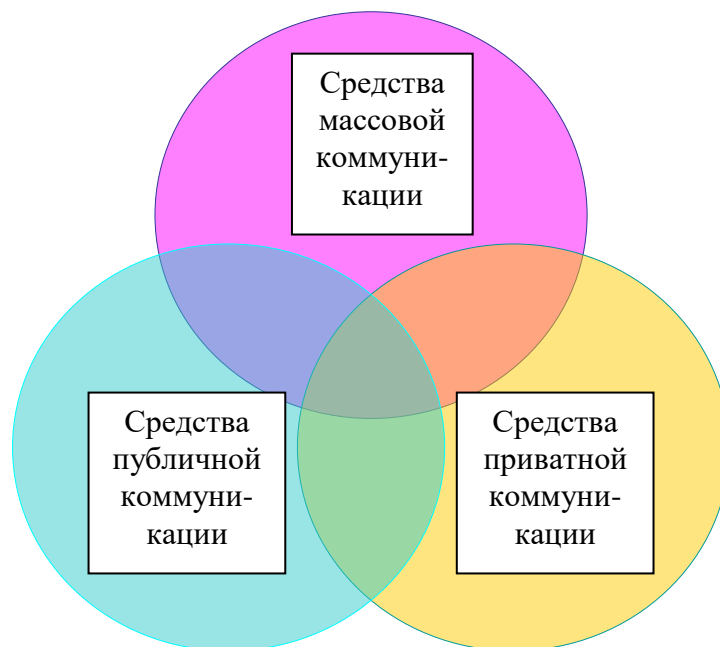 Средства
массовой
коммуни-
кации
Средства
публичной
коммуни-
кации
Средства
приватной
коммуни-
кации